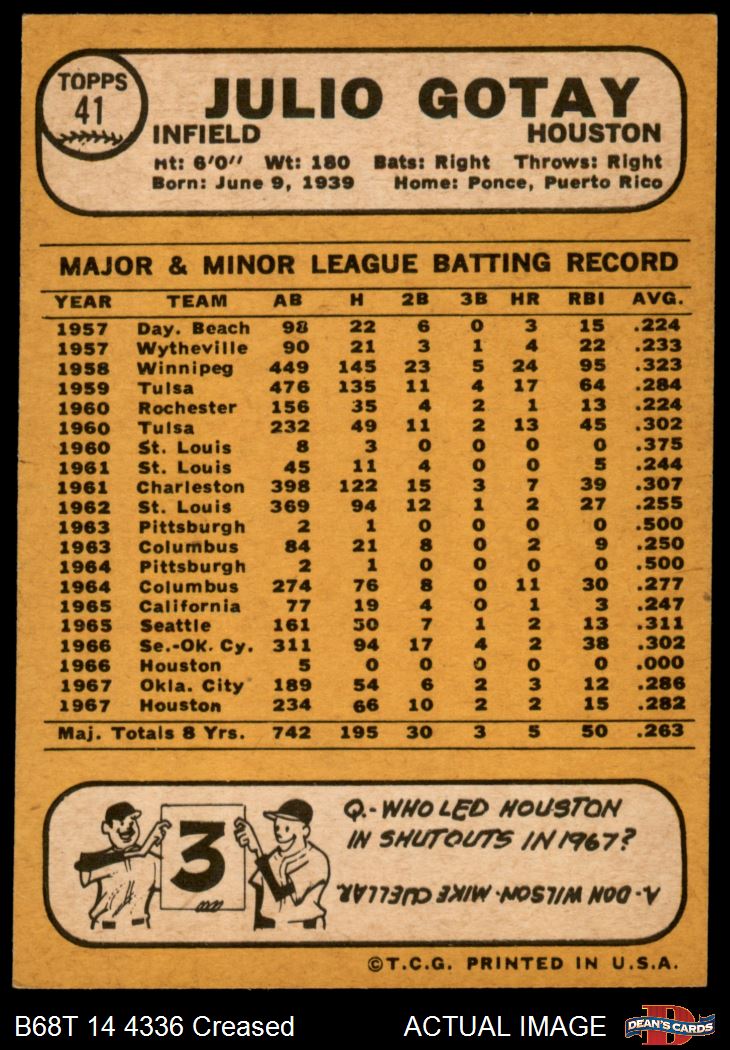 TOPPS
41
JULIO GOTAY
INFIELD HOUSTON
Ht: 6'0" Wt: 180 Bats: Right Throws: Right
Born: June 9, 1939 Home: Ponce, Puerto Rico
MAJOR & MINOR LEAGUE BATTING RECORD
YEAR TEAM AB H 2B 3B HR RBI AVG.
1957 Day. Beach 98 22 6 0 3 15 .224
1957 Wytheville 90 21 3 1 4 22 .233
1958 Winnipeg 449 145 23 5 24 95 .323
1959 Tulsa 476 135 11 4 17 64 .284
1960 Rochester 156 35 4 2 1 13 .224
1960 Tulsa 232 49 11 2 13 45 .302
1960 St. Louis 8 3 0 0 0 0 .375
1961 St. Louis 45 11 4 0 0 5 .244
1961 Charleston 398 122 15 3 7 39 .307
1962 St. Louis 369 94 12 1 2 27 .255
1963 Pittsburgh 2 1 0 0 0 0 .500
1963 Columbus 84 21 8 0 2 9 .250
1964 Pittsburgh 2 1 0 0 0 0 .500
1964 Columbus 274 76 8 0 11 30 .277
1965 California 77 19 4 0 1 3 .247
1965 Seattle 161 50 7 1 2 13 .311
1966 Se.-OK. Cy. 311 94 17 4 2 38 .302
1966 Houston 5 0 0 0 0 0 .000
1967 Okla. City 189 54 6 2 3 12 .286
1967 Houston 234 66 10 2 2 15 .282
Maj. Totals 8 Yrs. 742 195 30 3 5 50 .263
3
Q.-WHO LED HOUSTON
IN SHUTOUTS IN 1967?
A-DON WILSON-MIKE CUELLAR
©T.C.G. PRINTED IN U.S.A.
B68T 14 4336 Creased ACTUAL IMAGE
D
DEAN'S CARDS